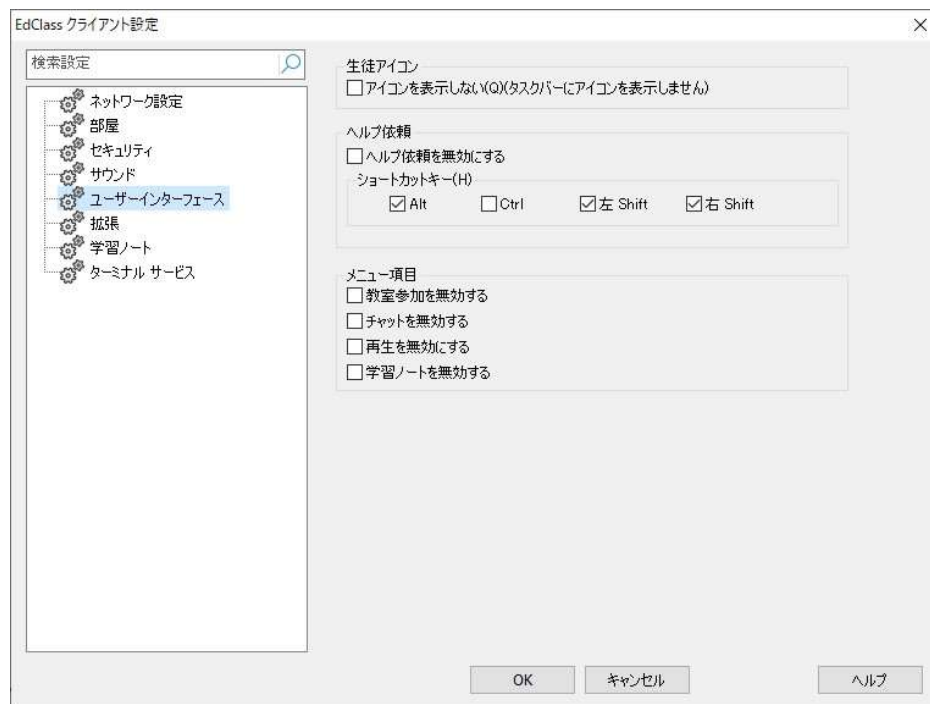 EdClass クライアント設定
検索設定
ネットワーク設定
部屋
セキュリティ
サウンド
ユーザーインターフェース
拡張
学習ノート
ターミナル サービス
生徒アイコン
アイコンを表示しない(Q)(タスクバーにアイコンを表示しません)
ヘルプ依頼
ヘルプ依頼を無効にする
ショートカットキー(H)
Alt Ctrl 左 Shift 右 Shift
メニュー項目
教室参加を無効する
チャットを無効する
再生を無効にする
学習ノートを無効する
OK キャンセル ヘルプ